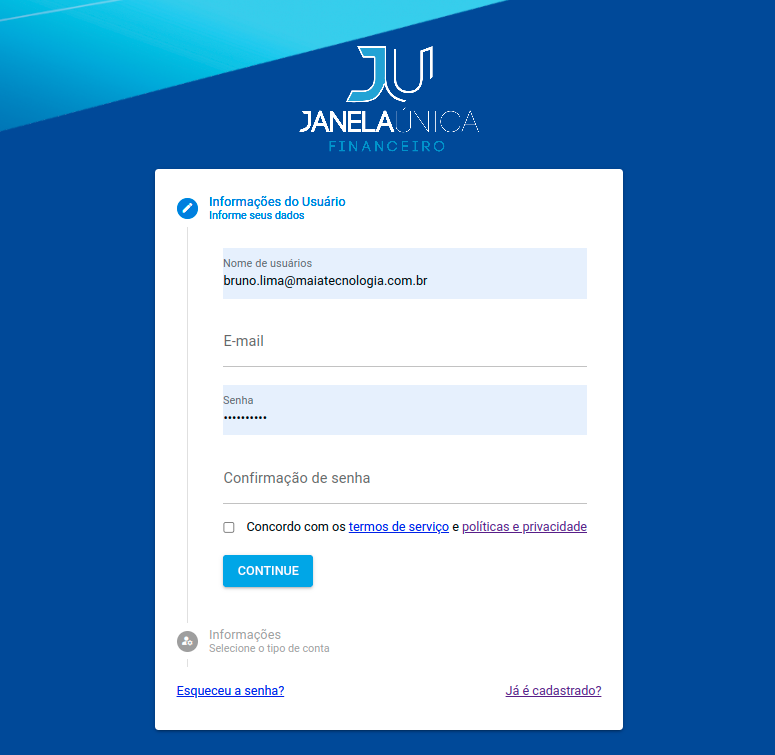 JU
JANELAÚNICA
FINANCEIRO
Informações do Usuário
Informe seus dados
Nome de usuários
bruno.lima@maiatecnologia.com.br
E-mail
Senha
••••••••••
Confirmação de senha
Concordo com os termos de serviço e políticas e privacidade
CONTINUE
Informações
Selecione o tipo de conta
Esqueceu a senha?
Já é cadastrado?